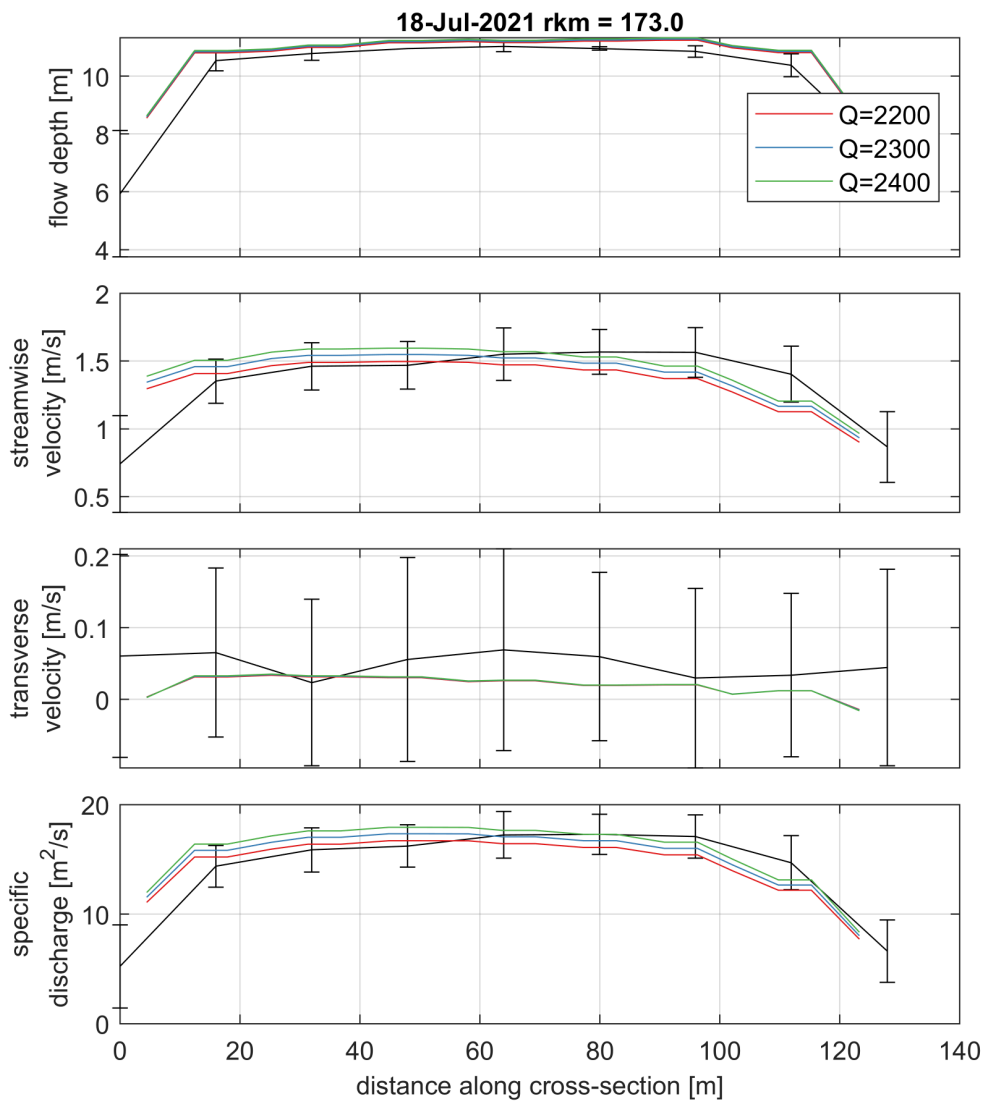 18-Jul-2021 rkm = 173.0
flow depth [m]
10
8
6
4
Q=2200
Q=2300
Q=2400
streamwise
velocity [m/s]
2
1.5
1
0.5
transverse
velocity [m/s]
0.2
0.1
0
specific
discharge [m²/s]
20
10
0
0 20 40 60 80 100 120 140
distance along cross-section [m]